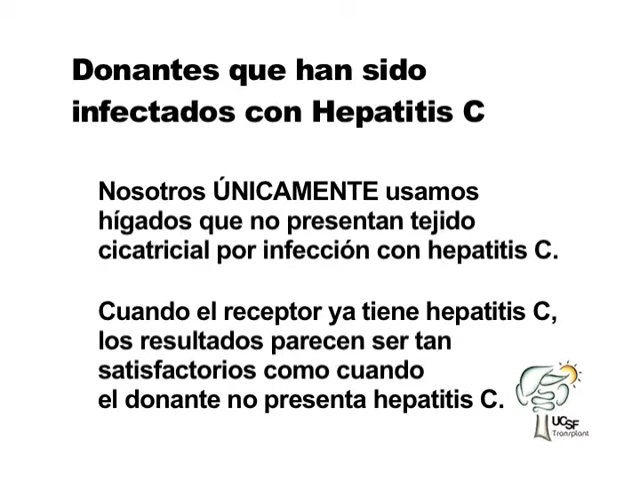 Donantes que han sido
infectados con Hepatitis C
Nosotros ÚNICAMENTE usamos
hígados que no presentan tejido
cicatricial por infección con hepatitis C.
Cuando el receptor ya tiene hepatitis C,
los resultados parecen ser tan
satisfactorios como cuando
el donante no presenta hepatitis C.
UCSF
Transplant